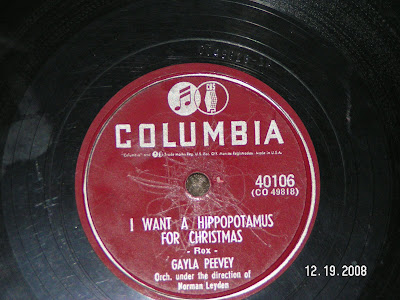 COLUMBIA
40106
(CO 49818)
I WANT A HIPPOPOTAMUS
FOR CHRISTMAS
- Rox -
GAYLA PEEVEY
Orch. under the direction of
Norman Leyden
12.19.2008